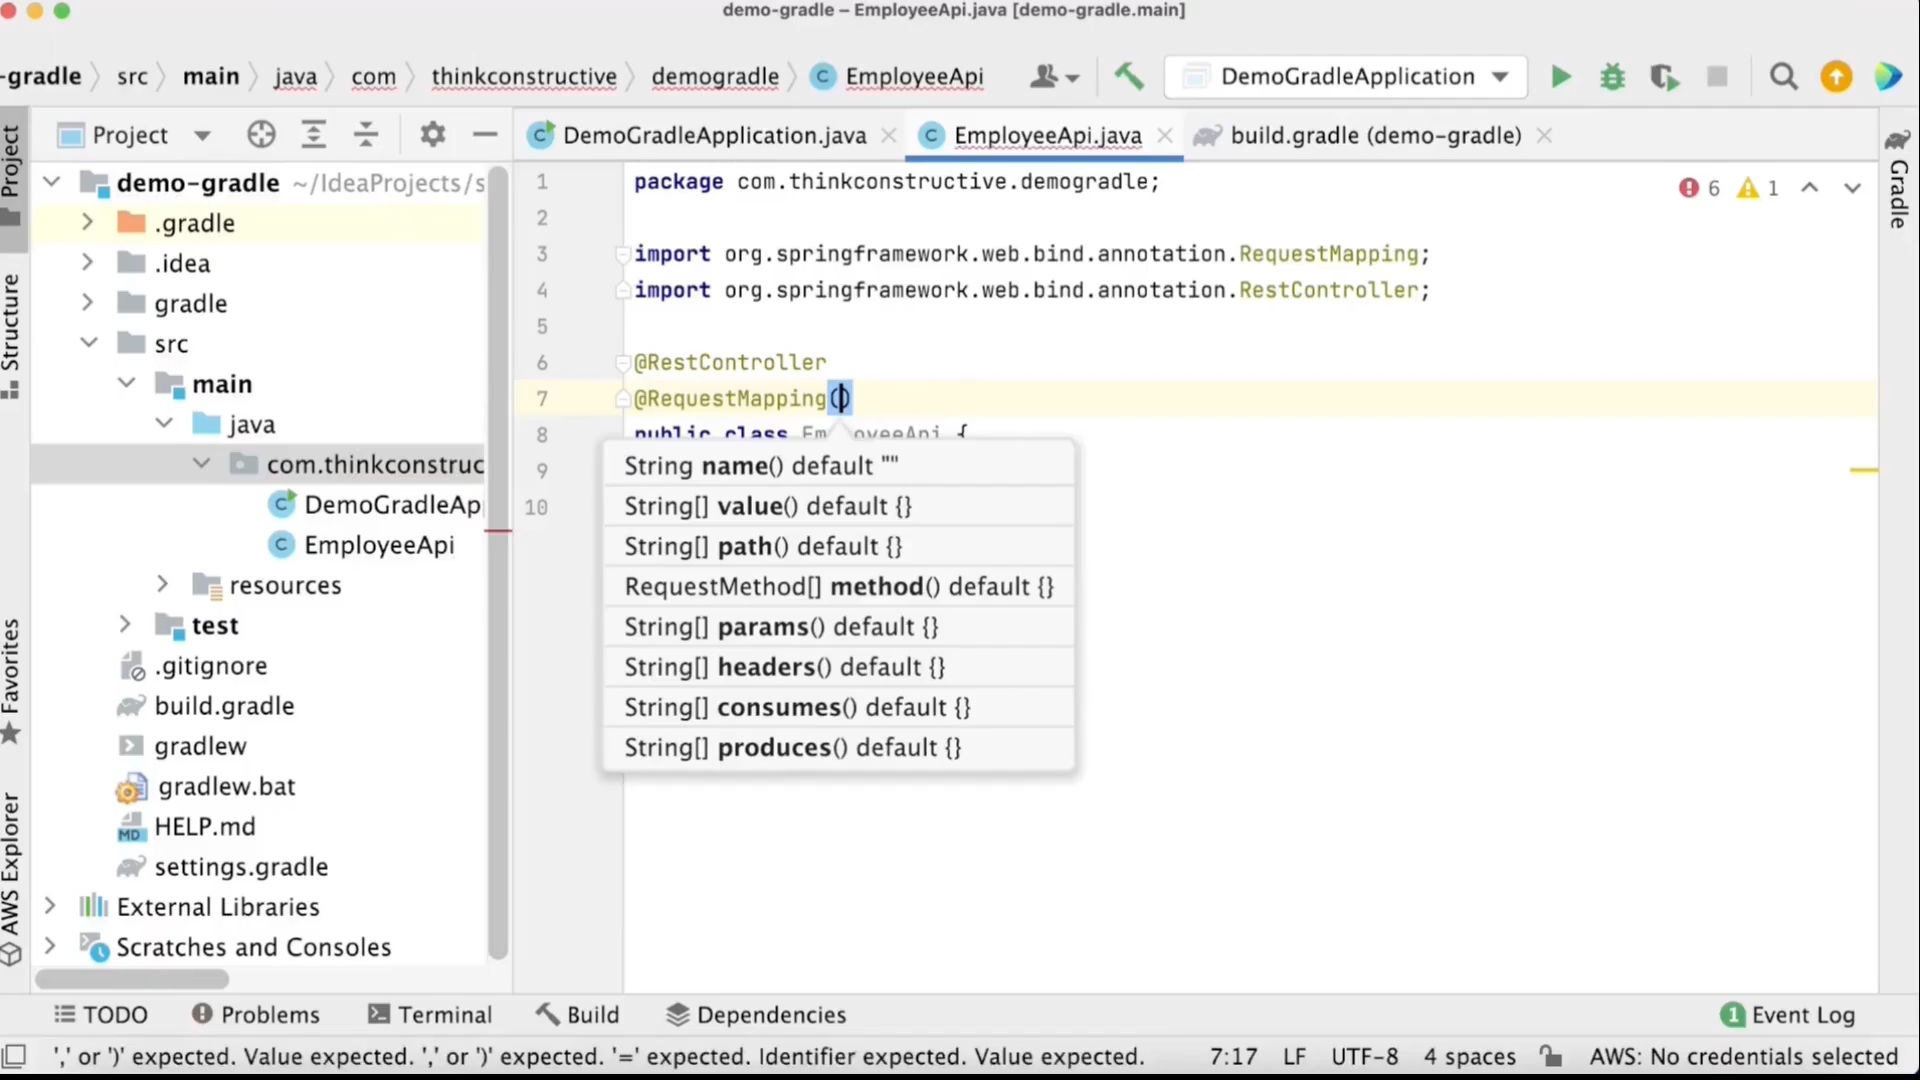 demo-gradle – EmployeeApi.java [demo-gradle.main]
-gradle src main java com thinkconstructive demogradle EmployeeApi DemoGradleApplication
Project DemoGradleApplication.java EmployeeApi.java build.gradle (demo-gradle)
Project
Structure
Favorites
AWS Explorer
demo-gradle ~/IdeaProjects/s
.gradle
.idea
gradle
src
main
java
com.thinkconstruc
DemoGradleAp
EmployeeApi
resources
test
.gitignore
build.gradle
gradlew
gradlew.bat
HELP.md
settings.gradle
External Libraries
Scratches and Consoles
1 package com.thinkconstructive.demogradle;
2
3 import org.springframework.web.bind.annotation.RequestMapping;
4 import org.springframework.web.bind.annotation.RestController;
5
6 @RestController
7 @RequestMapping()
8 public class EmployeeApi {
9
10
String name() default ""
String[] value() default {}
String[] path() default {}
RequestMethod[] method() default {}
String[] params() default {}
String[] headers() default {}
String[] consumes() default {}
String[] produces() default {}
6 1
Gradle
TODO Problems Terminal Build Dependencies 1 Event Log
',' or ')' expected. Value expected. ',' or ')' expected. '=' expected. Identifier expected. Value expected. 7:17 LF UTF-8 4 spaces AWS: No credentials selected